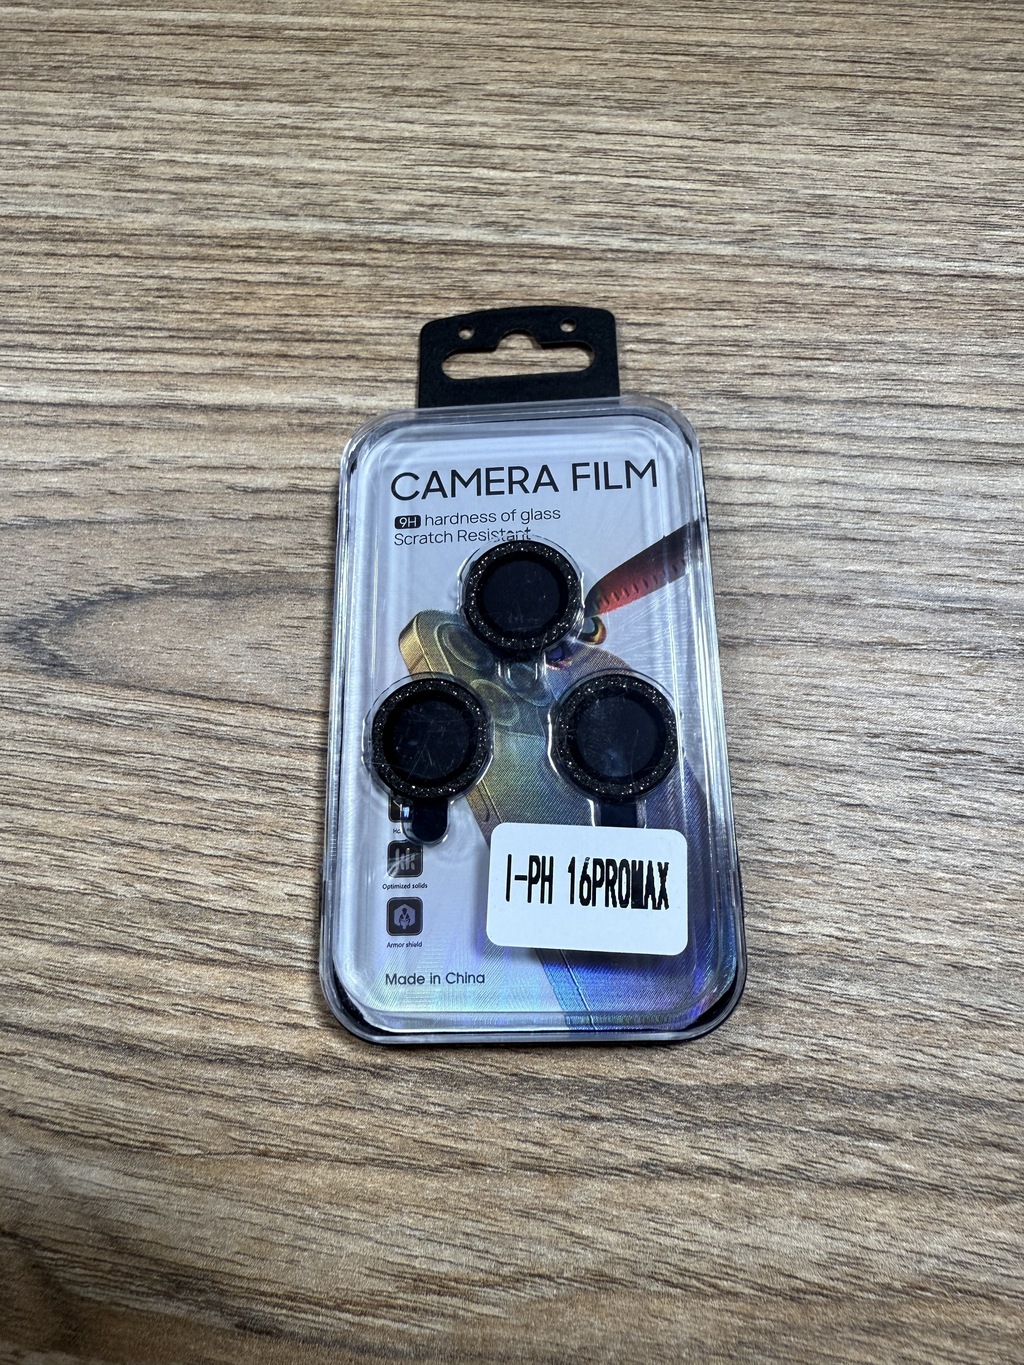 CAMERA FILM
9H hardness of glass
Scratch Resistant
I-PH 16PROMAX
Optimized solids
Armor shield
Made in China